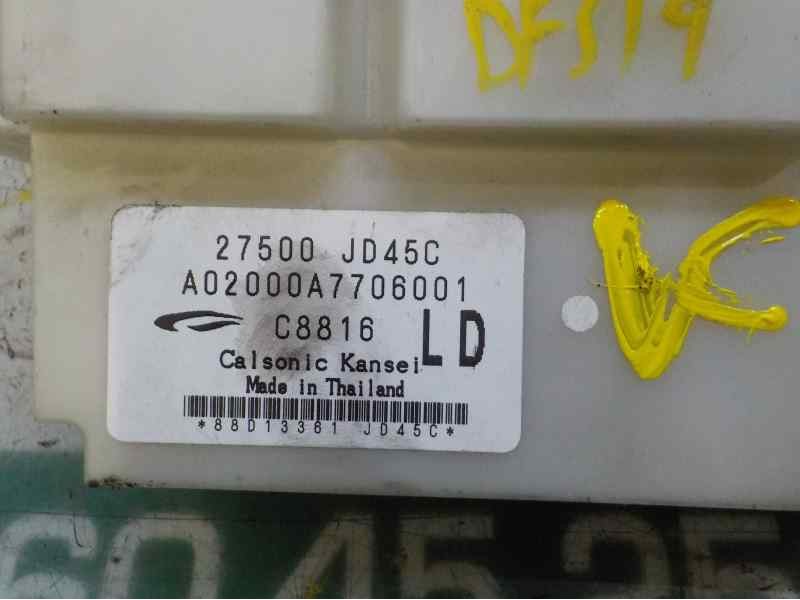 27500 JD45C
A02000A7706001
C8816 LD
Calsonic Kansei
Made in Thailand
*88D13361 JD45C*